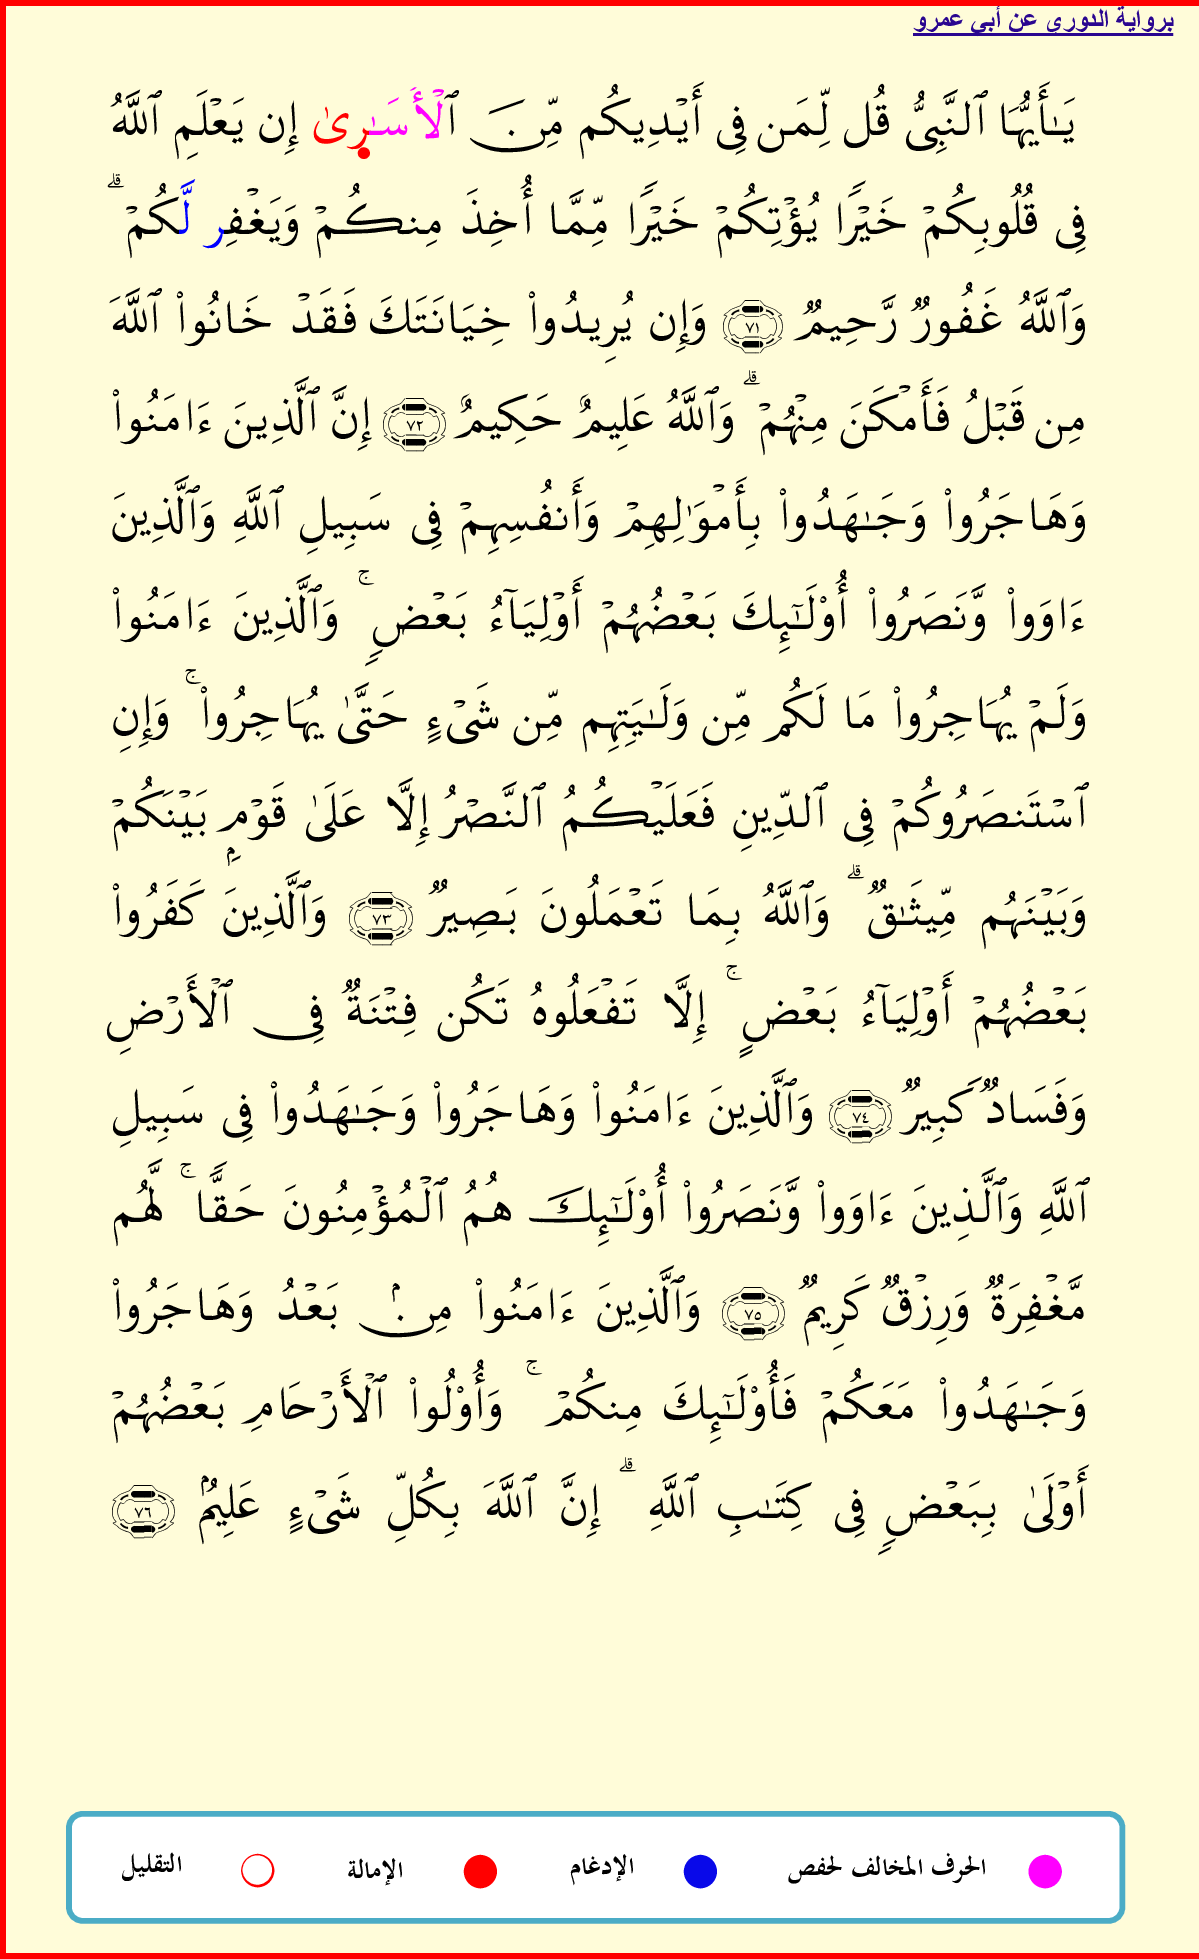 برواية الدوري عن أبي عمرو
يَـٰٓأَيُّهَا ٱلنَّبِيُّ قُل لِّمَن فِي أَيْدِيكُم مِّنَ ٱلْأُسَـٰرِىٰ إِن يَعْلَمِ ٱللَّهُ
فِي قُلُوبِكُمْ خَيْرًا يُؤْتِكُمْ خَيْرًا مِّمَّا أُخِذَ مِنكُمْ وَيَغْفِر لَّكُمْ ۗ
وَٱللَّهُ غَفُورٌ رَّحِيمٌ ٧١ وَإِن يُرِيدُوا۟ خِيَانَتَكَ فَقَدْ خَانُوا۟ ٱللَّهَ
مِن قَبْلُ فَأَمْكَنَ مِنْهُمْ ۗ وَٱللَّهُ عَلِيمٌ حَكِيمٌ ٧٢ إِنَّ ٱلَّذِينَ ءَامَنُوا۟
وَهَاجَرُوا۟ وَجَـٰهَدُوا۟ بِأَمْوَٰلِهِمْ وَأَنفُسِهِمْ فِي سَبِيلِ ٱللَّهِ وَٱلَّذِينَ
ءَاوَوا۟ وَّنَصَرُوا۟ أُو۟لَـٰٓئِكَ بَعْضُهُمْ أَوْلِيَآءُ بَعْضٍ ۚ وَٱلَّذِينَ ءَامَنُوا۟
وَلَمْ يُهَاجِرُوا۟ مَا لَكُم مِّن وَلَـٰيَتِهِم مِّن شَيْءٍ حَتَّىٰ يُهَاجِرُوا۟ ۚ وَإِنِ
ٱسْتَنصَرُوكُمْ فِي ٱلدِّينِ فَعَلَيْكُمُ ٱلنَّصْرُ إِلَّا عَلَىٰ قَوْمٍۭ بَيْنَكُمْ
وَبَيْنَهُم مِّيثَـٰقٌ ۗ وَٱللَّهُ بِمَا تَعْمَلُونَ بَصِيرٌ ٧٣ وَٱلَّذِينَ كَفَرُوا۟
بَعْضُهُمْ أَوْلِيَآءُ بَعْضٍ ۚ إِلَّا تَفْعَلُوهُ تَكُن فِتْنَةٌ فِي ٱلْأَرْضِ
وَفَسَادٌ كَبِيرٌ ٧٤ وَٱلَّذِينَ ءَامَنُوا۟ وَهَاجَرُوا۟ وَجَـٰهَدُوا۟ فِي سَبِيلِ
ٱللَّهِ وَٱلَّذِينَ ءَاوَوا۟ وَّنَصَرُوا۟ أُو۟لَـٰٓئِكَ هُمُ ٱلْمُؤْمِنُونَ حَقًّا ۚ لَّهُم
مَّغْفِرَةٌ وَرِزْقٌ كَرِيمٌ ٧٥ وَٱلَّذِينَ ءَامَنُوا۟ مِنۢ بَعْدُ وَهَاجَرُوا۟
وَجَـٰهَدُوا۟ مَعَكُمْ فَأُو۟لَـٰٓئِكَ مِنكُمْ ۚ وَأُو۟لُوا۟ ٱلْأَرْحَامِ بَعْضُهُمْ
أَوْلَىٰ بِبَعْضٍ فِي كِتَـٰبِ ٱللَّهِ ۗ إِنَّ ٱللَّهَ بِكُلِّ شَيْءٍ عَلِيمٌۢ ٧٦
الحرف المخالف لحفص الإدغام الإمالة التقليل